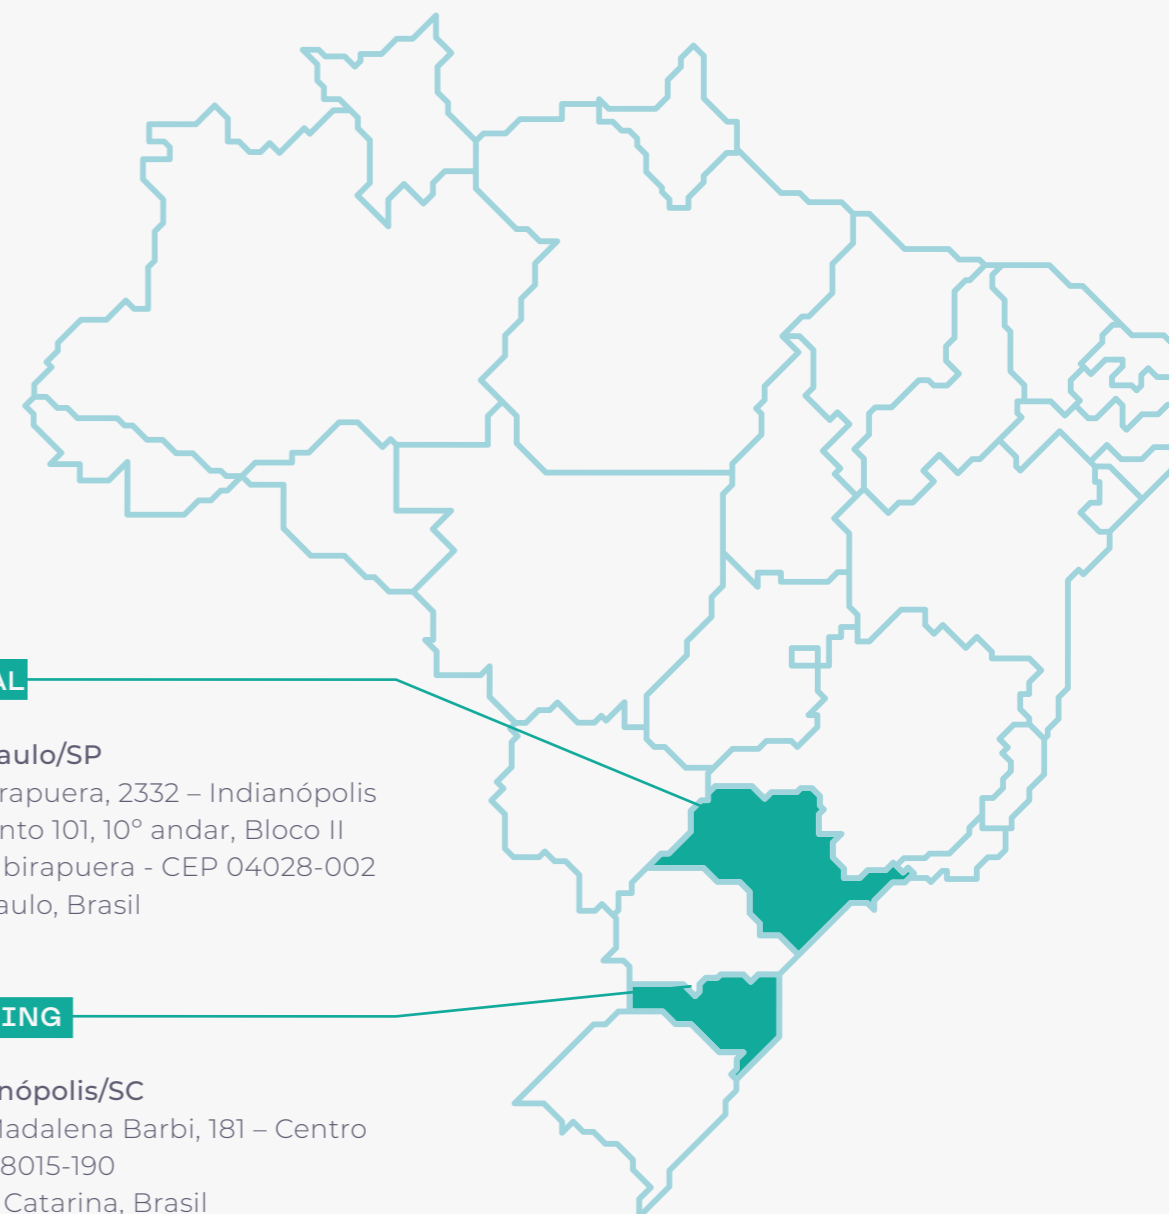 AL
aulo/SP
rapuera, 2332 – Indianópolis
nto 101, 10º andar, Bloco II
birapuera - CEP 04028-002
aulo, Brasil
ING
nópolis/SC
Madalena Barbi, 181 – Centro
8015-190
Catarina, Brasil